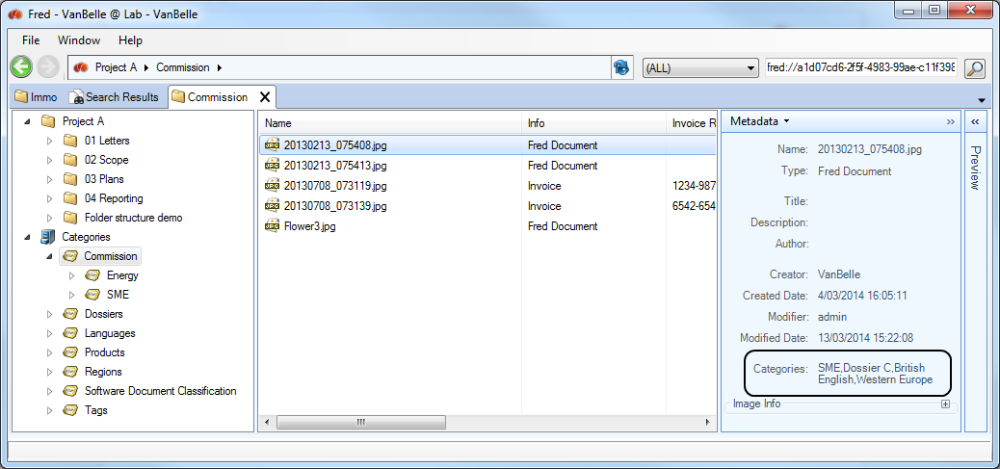 Fred - VanBelle @ Lab - VanBelle
File Window Help
Project A Commission (ALL) fred://a1d07cd6-2f5f-4983-99ae-c11f398
Immo Search Results Commission
Project A
01 Letters
02 Scope
03 Plans
04 Reporting
Folder structure demo
Categories
Commission
Energy
SME
Dossiers
Languages
Products
Regions
Software Document Classification
Tags
Name Info Invoice R
20130213_075408.jpg Fred Document
20130213_075413.jpg Fred Document
20130708_073119.jpg Invoice 1234-987
20130708_073139.jpg Invoice 6542-654
Flower3.jpg Fred Document
Metadata
Name: 20130213_075408.jpg
Type: Fred Document
Title:
Description:
Author:
Creator: VanBelle
Created Date: 4/03/2014 16:05:11
Modifier: admin
Modified Date: 13/03/2014 15:22:08
Categories: SME,Dossier C,British
English,Western Europe
Image Info
Preview